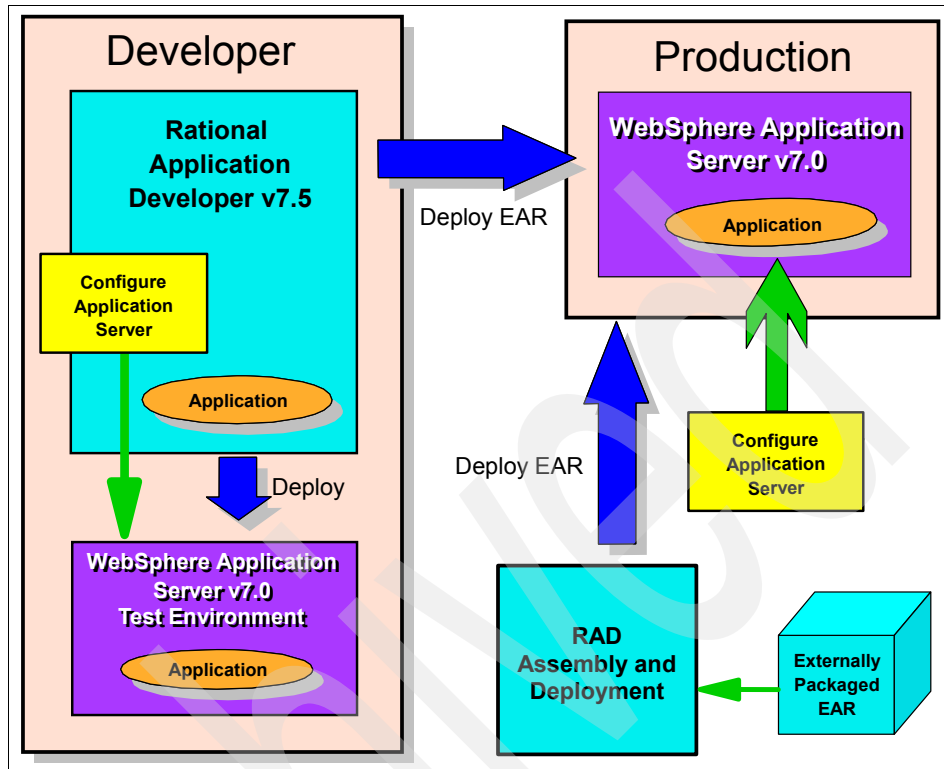 Developer
Rational
Application
Developer v7.5
Configure
Application
Server
Application
Deploy
WebSphere Application
Server v7.0
Test Environment
Application
Deploy EAR
Production
WebSphere Application
Server v7.0
Application
Configure
Application
Server
Deploy EAR
RAD
Assembly and
Deployment
Externally
Packaged
EAR